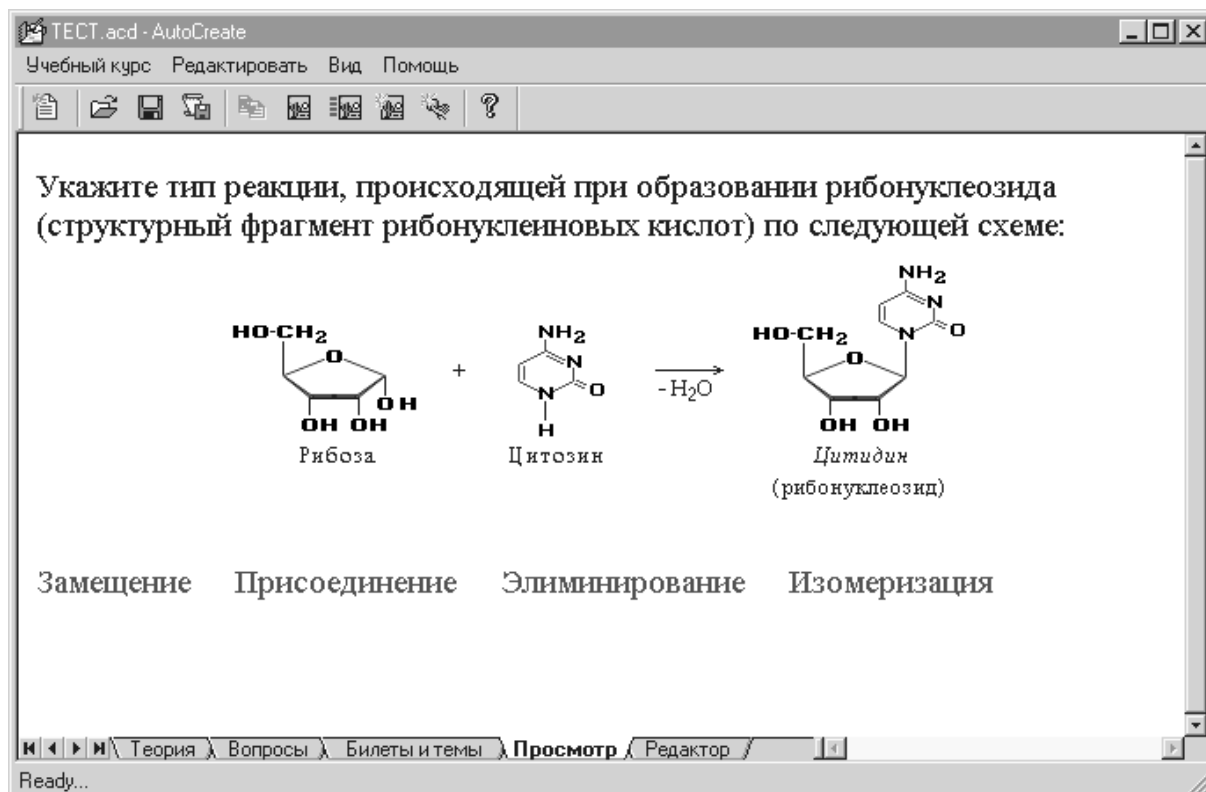 ТЕСТ.acd - AutoCreate
Учебный курс Редактировать Вид Помощь
Укажите тип реакции, происходящей при образовании рибонуклеозида
(структурный фрагмент рибонуклеиновых кислот) по следующей схеме:
NH2
N
N O
HO-CH2 NH2 HO-CH2
O + N O
N O - H2O
OH
OH OH H OH OH
Рибоза Цитозин Цитидин
(рибонуклеозид)
Замещение Присоединение Элиминирование Изомеризация
Теория Вопросы Билеты и темы Просмотр Редактор
Ready...